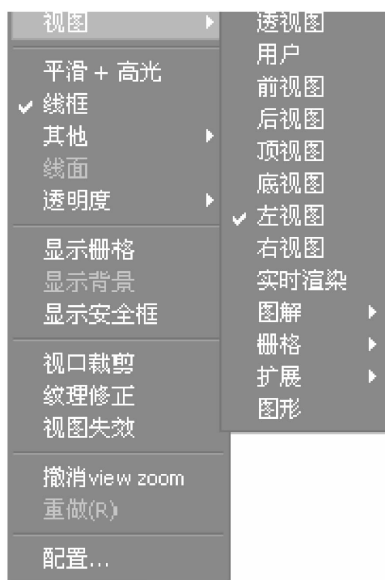 视图
平滑 + 高光
线框
其他
线面
透明度
显示栅格
显示背景
显示安全框
视口裁剪
纹理修正
视图失效
撤消view zoom
重做(R)
配置...
透视图
用户
前视图
后视图
顶视图
底视图
左视图
右视图
实时渲染
图解
栅格
扩展
图形